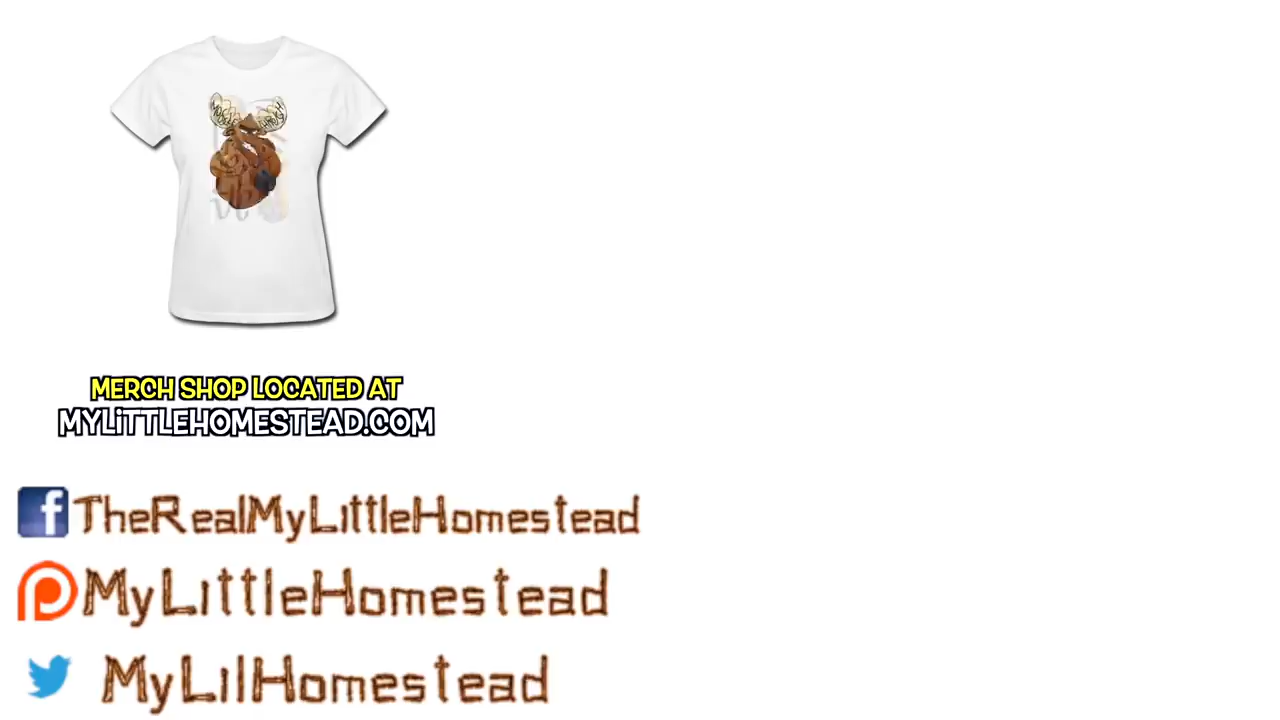 MERCH SHOP LOCATED AT
MYLiTTLEHOMESTEAD.COM
TheRealMyLittleHomestead
MyLittleHomestead
MyLilHomestead